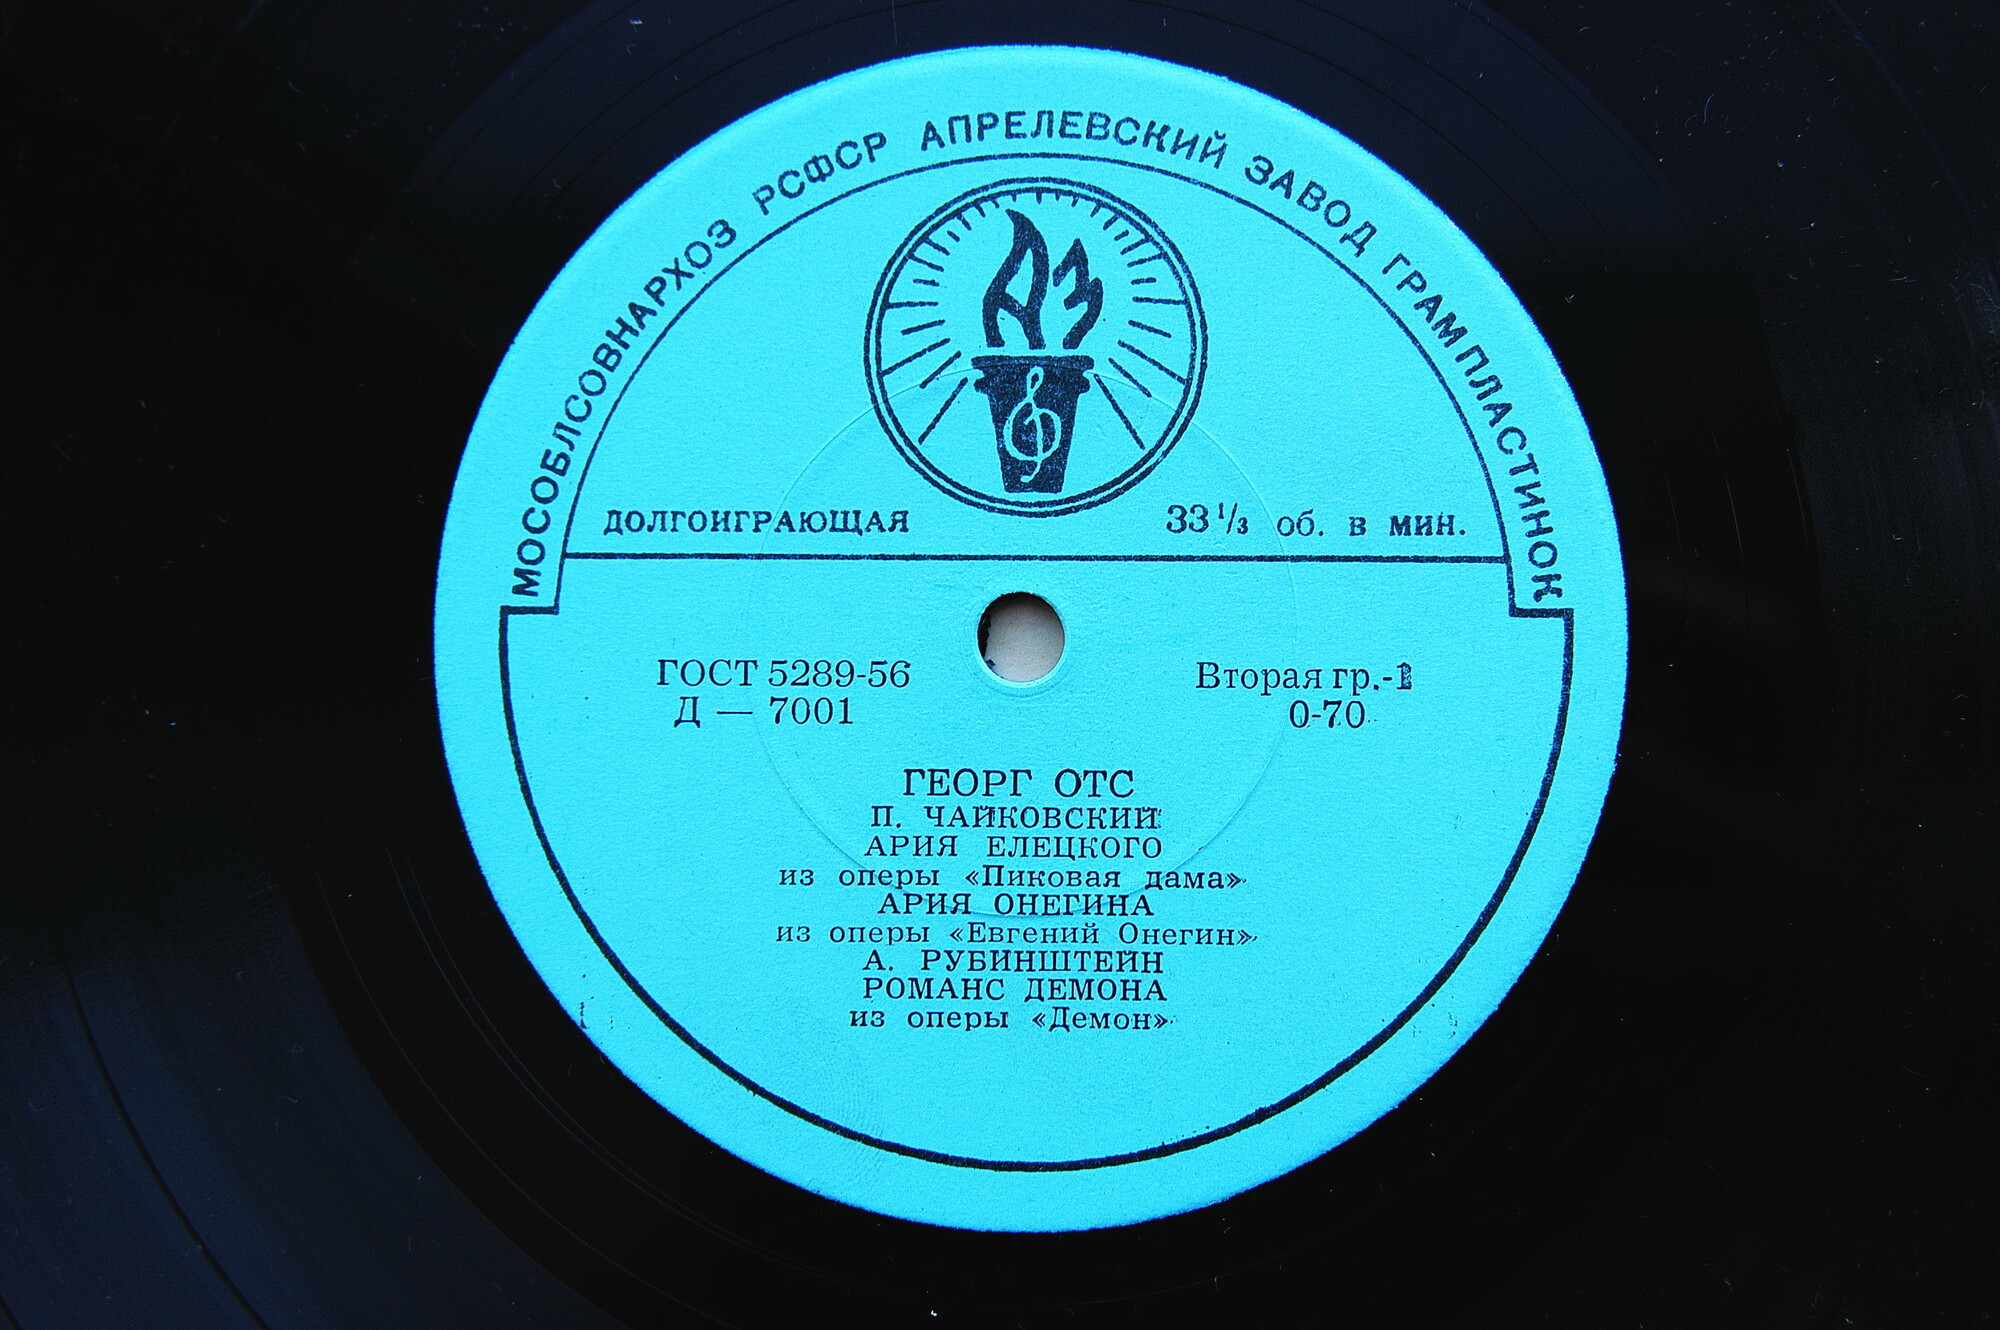 МОСОБЛСОВНАРХОЗ РСФСР АПРЕЛЕВСКИЙ ЗАВОД ГРАМПЛАСТИНОК
АЗ
ДОЛГОИГРАЮЩАЯ 33 1/3 об. в мин.
ГОСТ 5289-56 Вторая гр.-1
Д — 7001 0-70
ГЕОРГ ОТС
П. ЧАЙКОВСКИЙ
АРИЯ ЕЛЕЦКОГО
из оперы «Пиковая дама»
АРИЯ ОНЕГИНА
из оперы «Евгений Онегин»
А. РУБИНШТЕЙН
РОМАНС ДЕМОНА
из оперы «Демон»